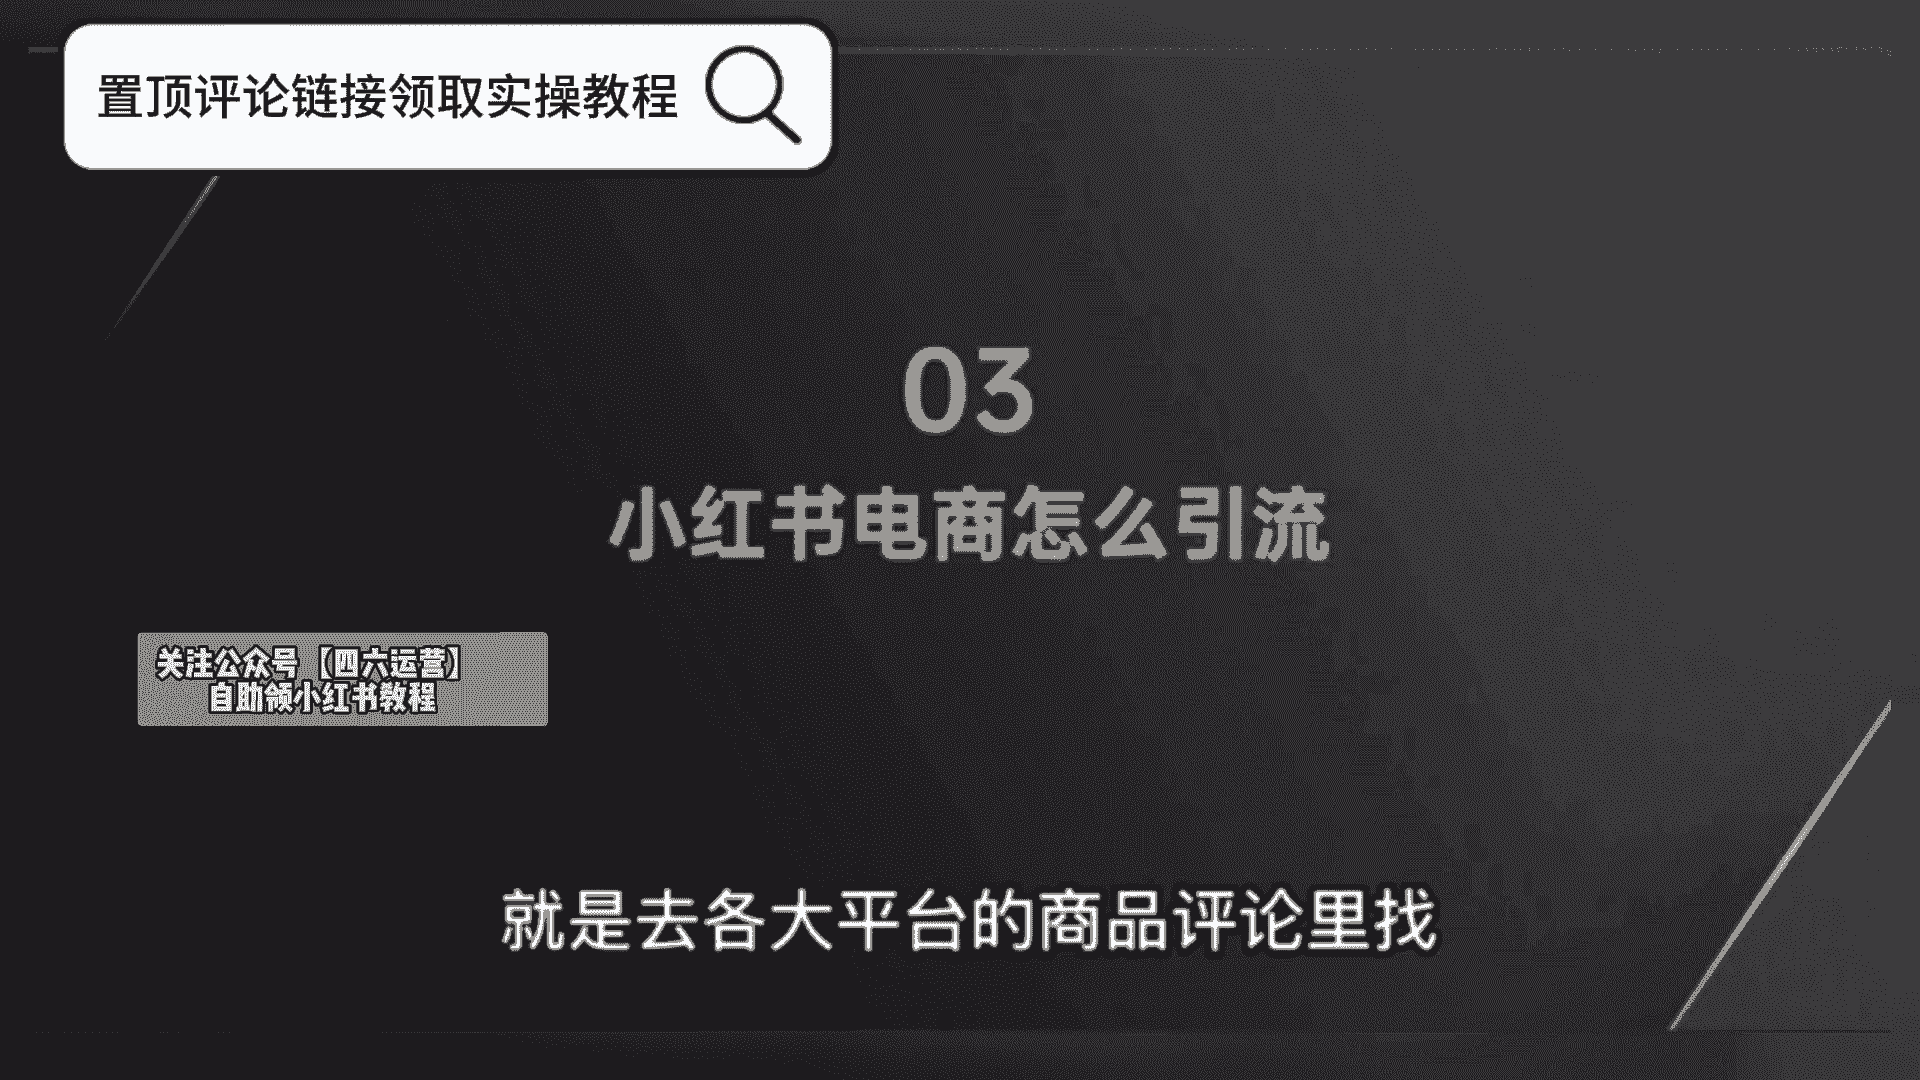 置顶评论链接领取实操教程
03
小红书电商怎么引流
关注公众号【四六运营】
自助领小红书教程
就是去各大平台的商品评论里找